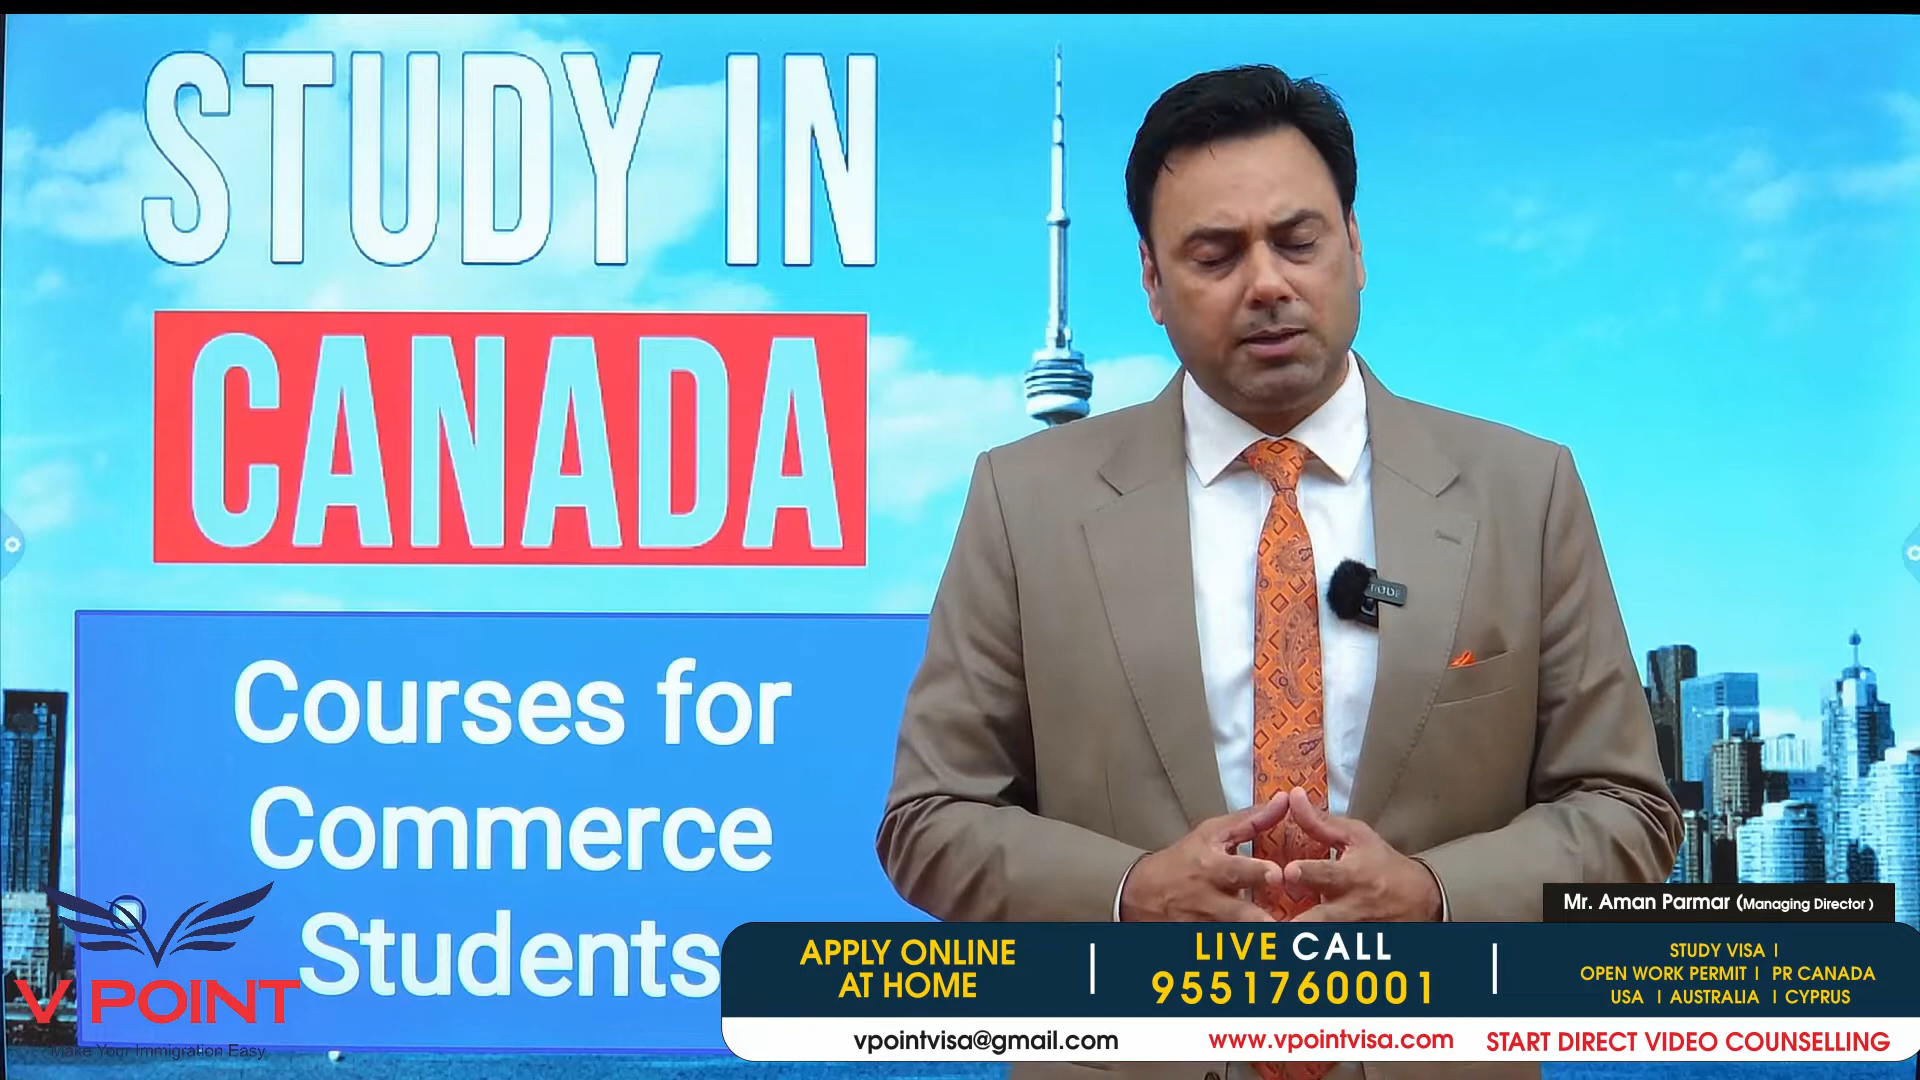 STUDY IN
CANADA
Courses for
Commerce
Students
RODE
V POINT
Make Your Immigration Easy
Mr. Aman Parmar (Managing Director )
APPLY ONLINE
AT HOME
LIVE CALL
9551760001
STUDY VISA |
OPEN WORK PERMIT | PR CANADA
USA | AUSTRALIA | CYPRUS
vpointvisa@gmail.com
www.vpointvisa.com
START DIRECT VIDEO COUNSELLING